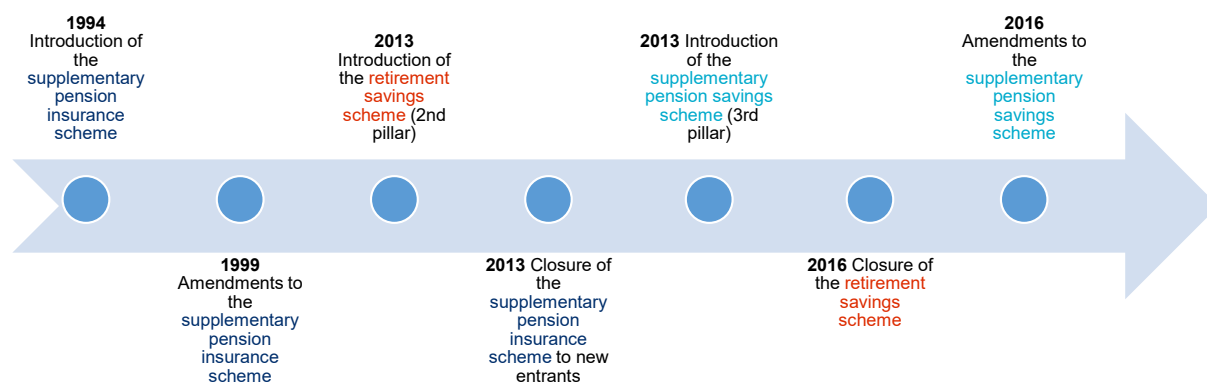 1994
Introduction of
the
supplementary
pension
insurance
scheme
1999
Amendments to
the
supplementary
pension
insurance
scheme
2013
Introduction of
the retirement
savings
scheme (2nd
pillar)
2013 Closure of
the
supplementary
pension
insurance
scheme to new
entrants
2013 Introduction
of the
supplementary
pension savings
scheme (3rd
pillar)
2016 Closure of
the retirement
savings
scheme
2016
Amendments to
the
supplementary
pension
savings
scheme